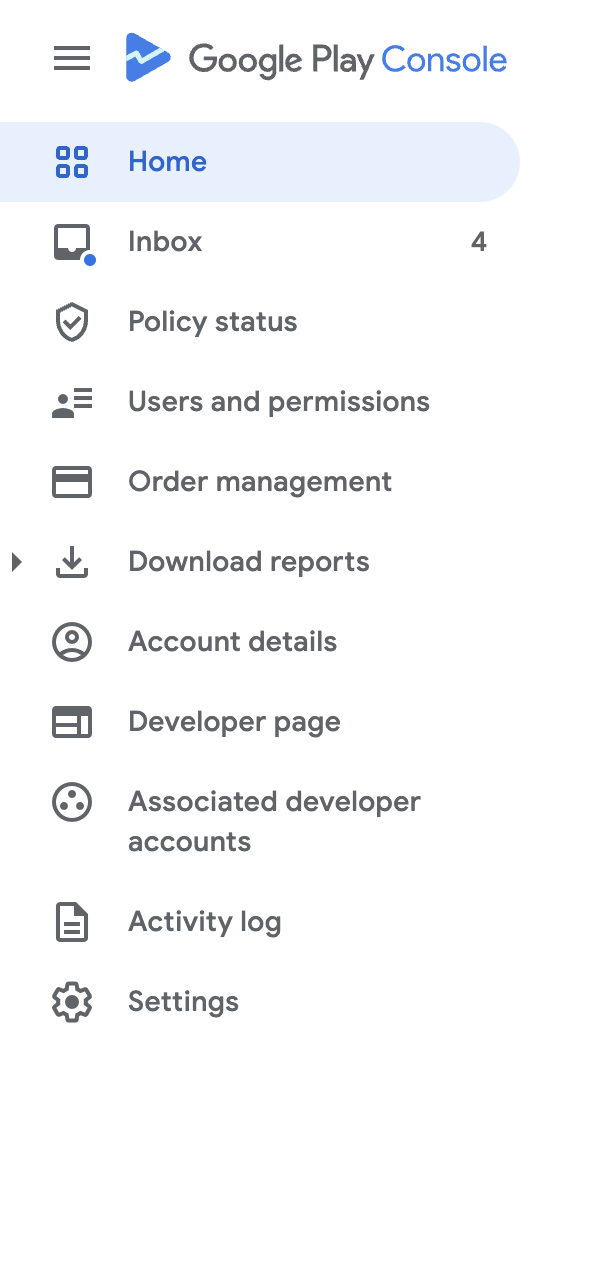 Google Play Console
Home
Inbox 4
Policy status
Users and permissions
Order management
Download reports
Account details
Developer page
Associated developer
accounts
Activity log
Settings